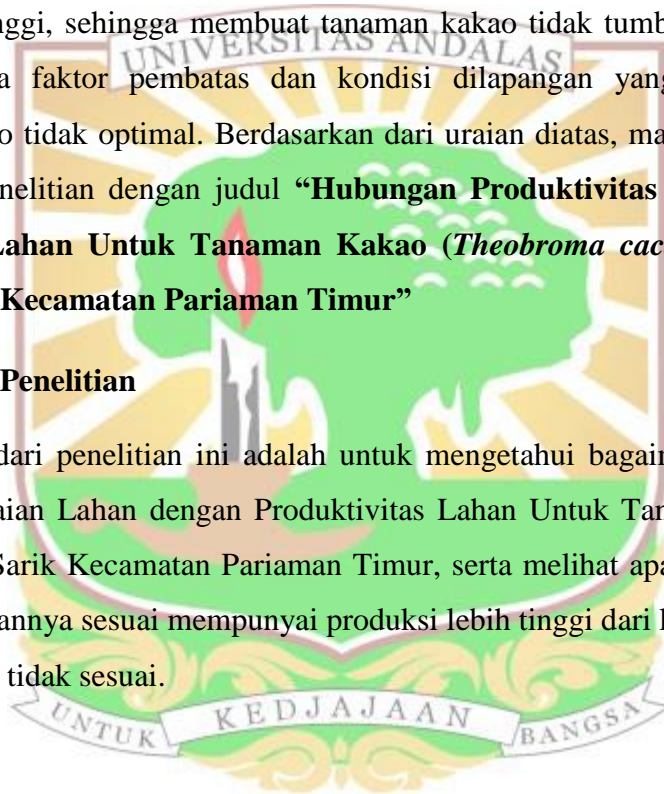 nggi, sehingga membuat tanaman kakao tidak tumb
UNIVERSITAS ANDALAS
a faktor pembatas dan kondisi dilapangan yang
o tidak optimal. Berdasarkan dari uraian diatas, ma
enelitian dengan judul “Hubungan Produktivitas
Lahan Untuk Tanaman Kakao (Theobroma cac
Kecamatan Pariaman Timur”
Penelitian
dari penelitian ini adalah untuk mengetahui bagain
aian Lahan dengan Produktivitas Lahan Untuk Tan
Sarik Kecamatan Pariaman Timur, serta melihat apa
annya sesuai mempunyai produksi lebih tinggi dari l
tidak sesuai.
UNTUK KEDJAJAAN BANGSA